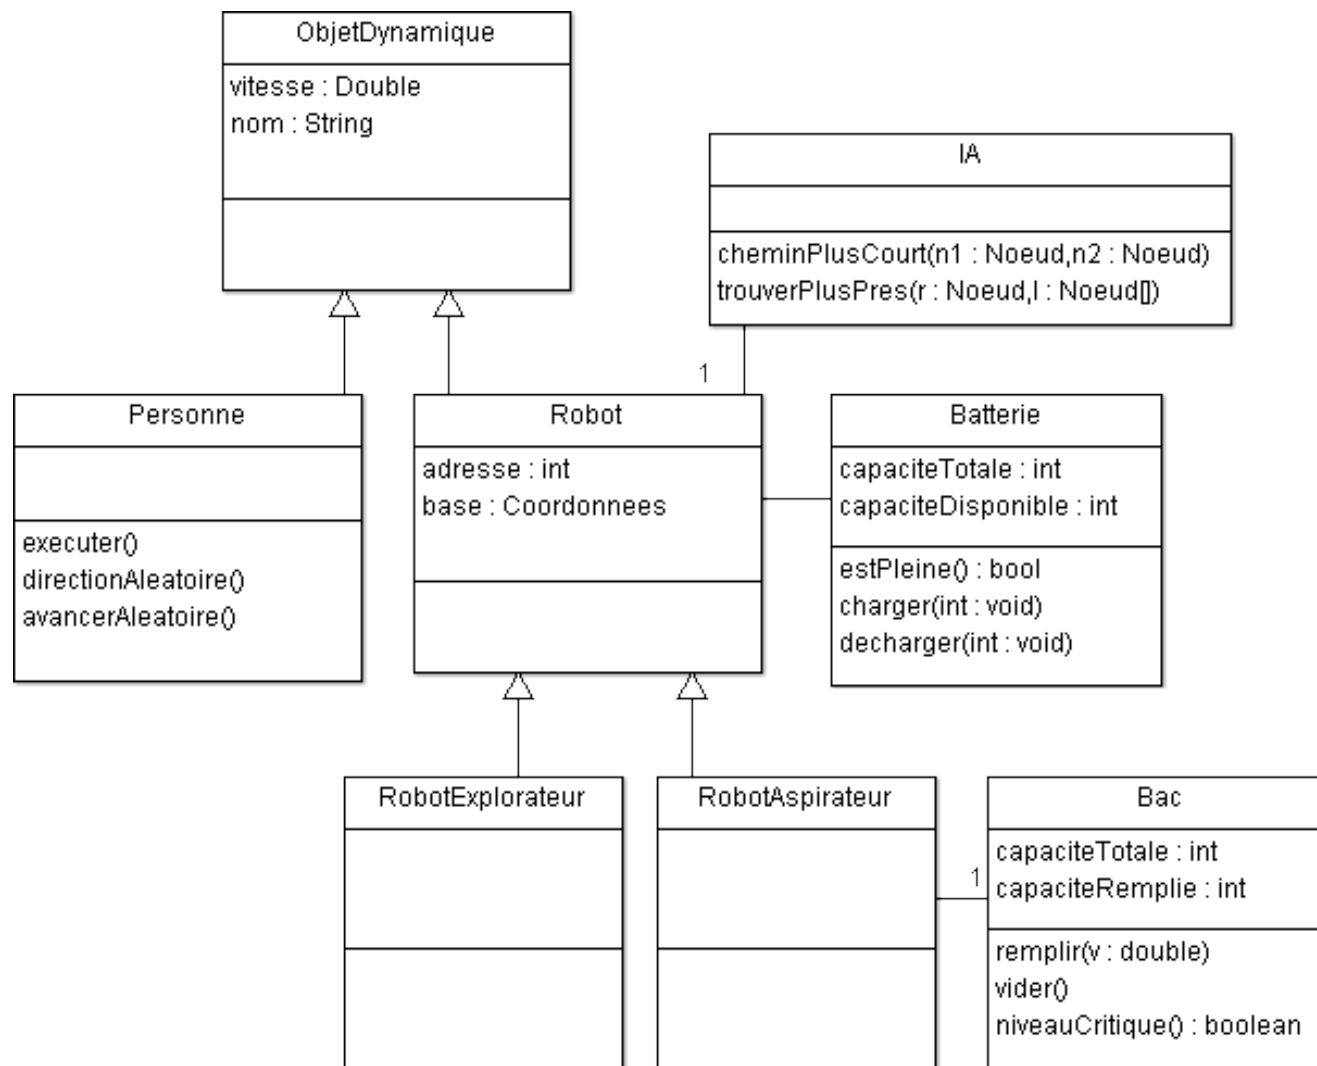 ObjetDynamique
vitesse : Double
nom : String
IA
cheminPlusCourt(n1 : Noeud,n2 : Noeud)
trouverPlusPres(r : Noeud,l : Noeud[])
1
Personne
executer()
directionAleatoire()
avancerAleatoire()
Robot
adresse : int
base : Coordonnees
Batterie
capaciteTotale : int
capaciteDisponible : int
estPleine() : bool
charger(int : void)
decharger(int : void)
RobotExplorateur
RobotAspirateur
1
Bac
capaciteTotale : int
capaciteRemplie : int
remplir(v : double)
vider()
niveauCritique() : boolean